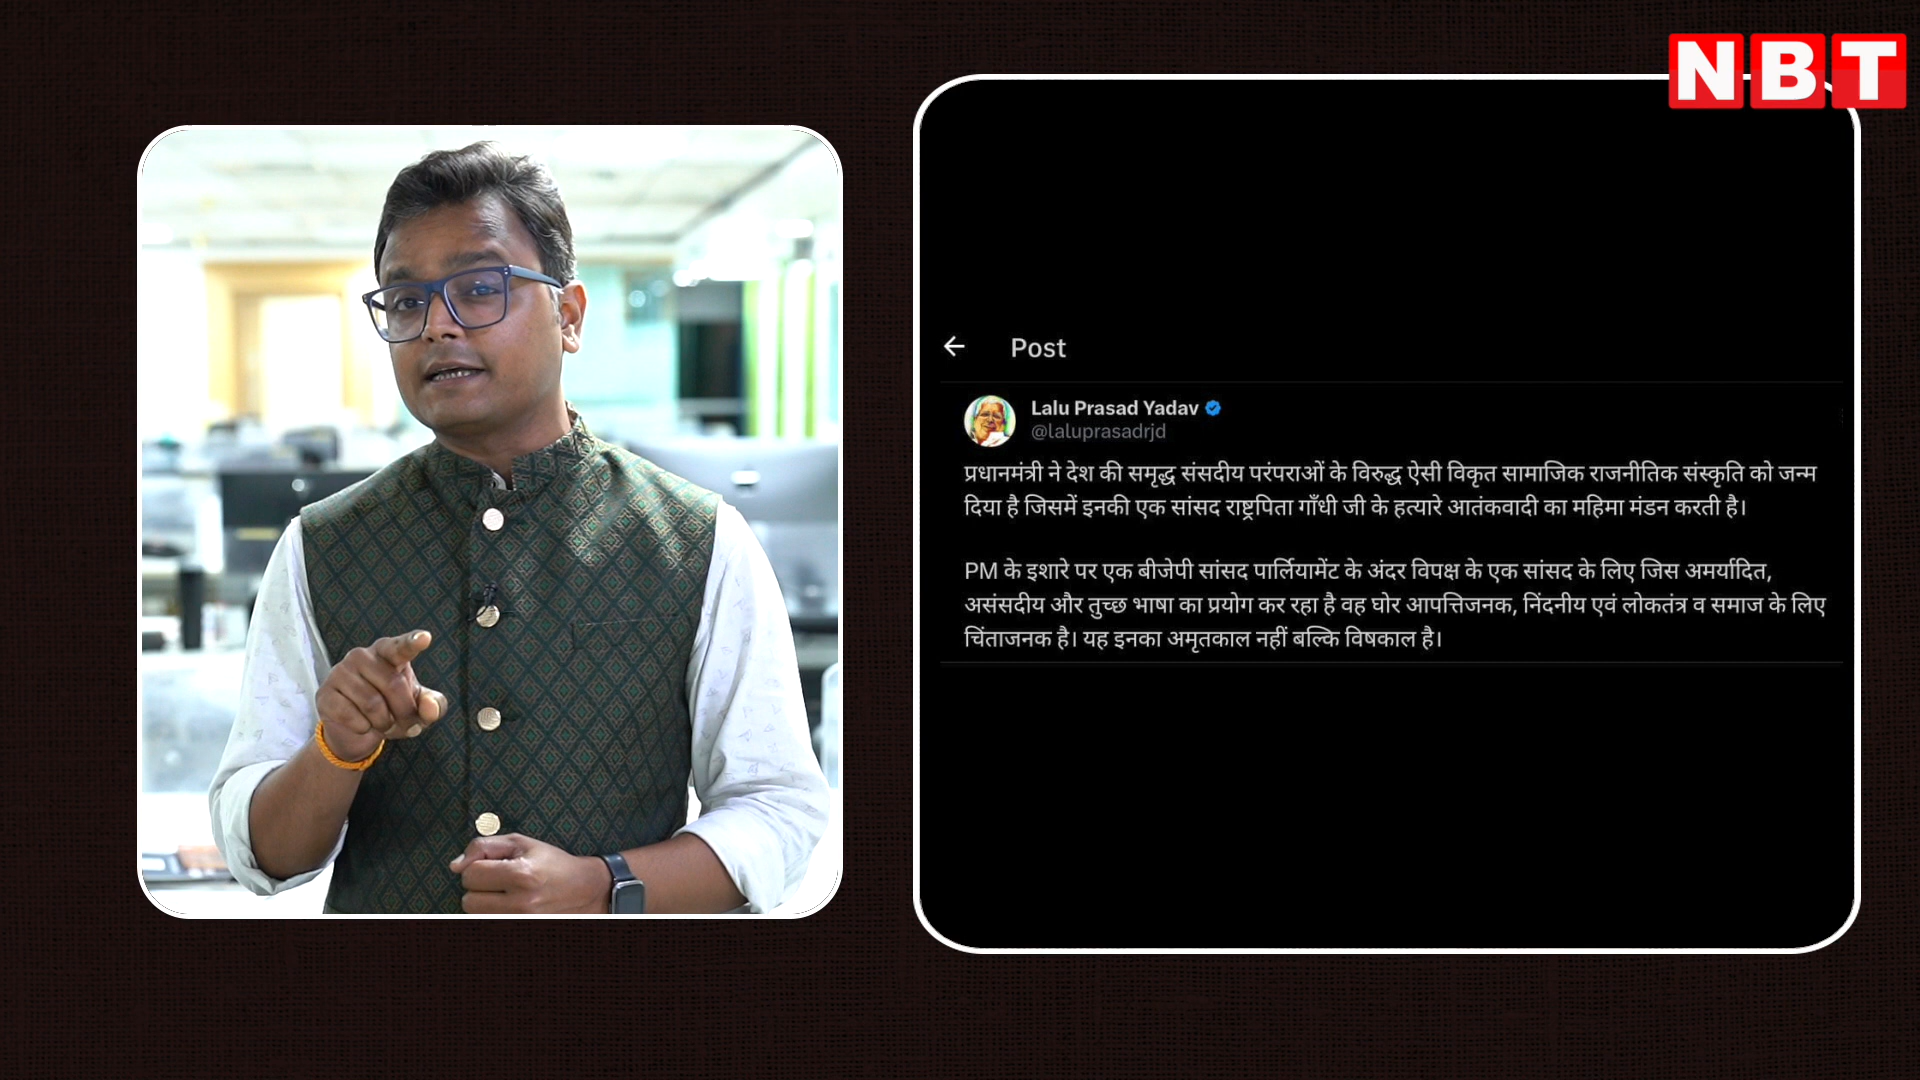 NBT
Post
Lalu Prasad Yadav
@laluprasadrjd
प्रधानमंत्री ने देश की समृद्ध संसदीय परंपराओं के विरुद्ध ऐसी विकृत सामाजिक राजनीतिक संस्कृति को जन्म
दिया है जिसमें इनकी एक सांसद राष्ट्रपिता गाँधी जी के हत्यारे आतंकवादी का महिमा मंडन करती है।
PM के इशारे पर एक बीजेपी सांसद पार्लियामेंट के अंदर विपक्ष के एक सांसद के लिए जिस अमर्यादित,
असंसदीय और तुच्छ भाषा का प्रयोग कर रहा है वह घोर आपत्तिजनक, निंदनीय एवं लोकतंत्र व समाज के लिए
चिंताजनक है। यह इनका अमृतकाल नहीं बल्कि विषकाल है।